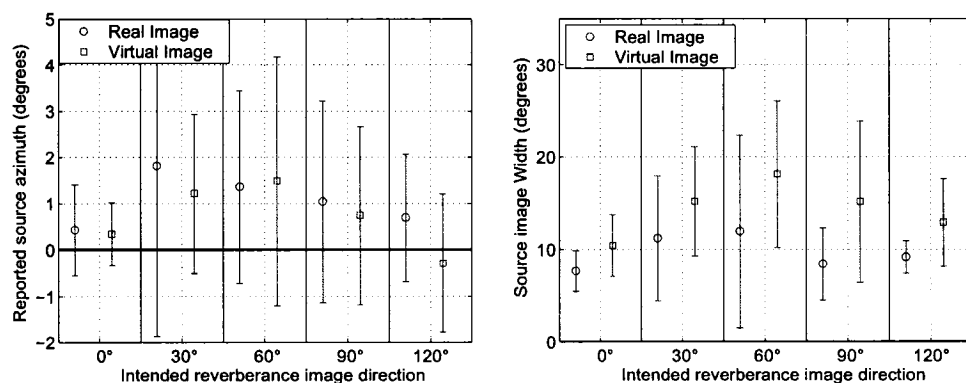 Real Image
Virtual Image
Reported source azimuth (degrees)
5
4
3
2
1
0
−1
−2
0° 30° 60° 90° 120°
Intended reverberance image direction
Real Image
Virtual Image
Source image Width (degrees)
30
20
10
0
0° 30° 60° 90° 120°
Intended reverberance image direction